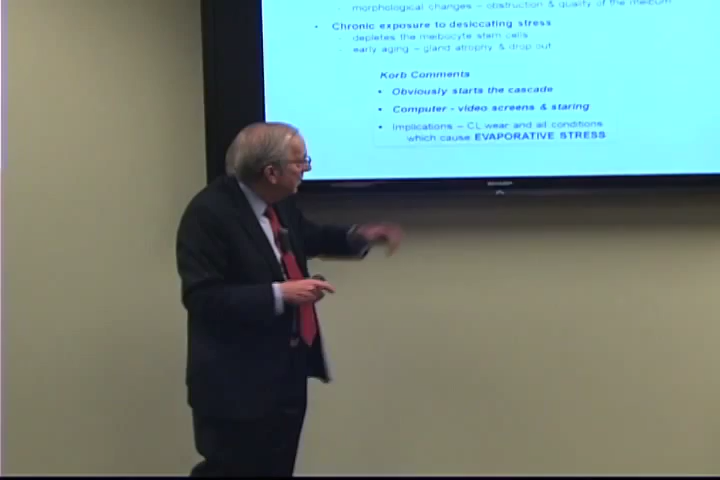 - morphological changes – obstruction & quality of the meibum
• Chronic exposure to desiccating stress
- depletes the meibocyte stem cells
- early aging – gland atrophy & drop out
Korb Comments
• Obviously starts the cascade
• Computer - video screens & staring
• Implications – CL wear and all conditions
which cause EVAPORATIVE STRESS
SHARP